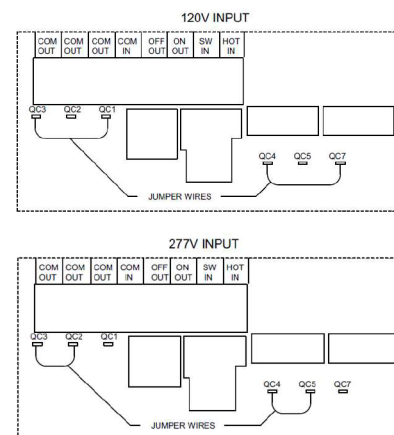 120V INPUT
COM COM COM COM OFF ON SW HOT
OUT OUT OUT IN OUT OUT IN IN
QC3 QC2 QC1
QC4 QC5 QC7
JUMPER WIRES
277V INPUT
COM COM COM COM OFF ON SW HOT
OUT OUT OUT IN OUT OUT IN IN
QC3 QC2 QC1
QC4 QC5 QC7
JUMPER WIRES